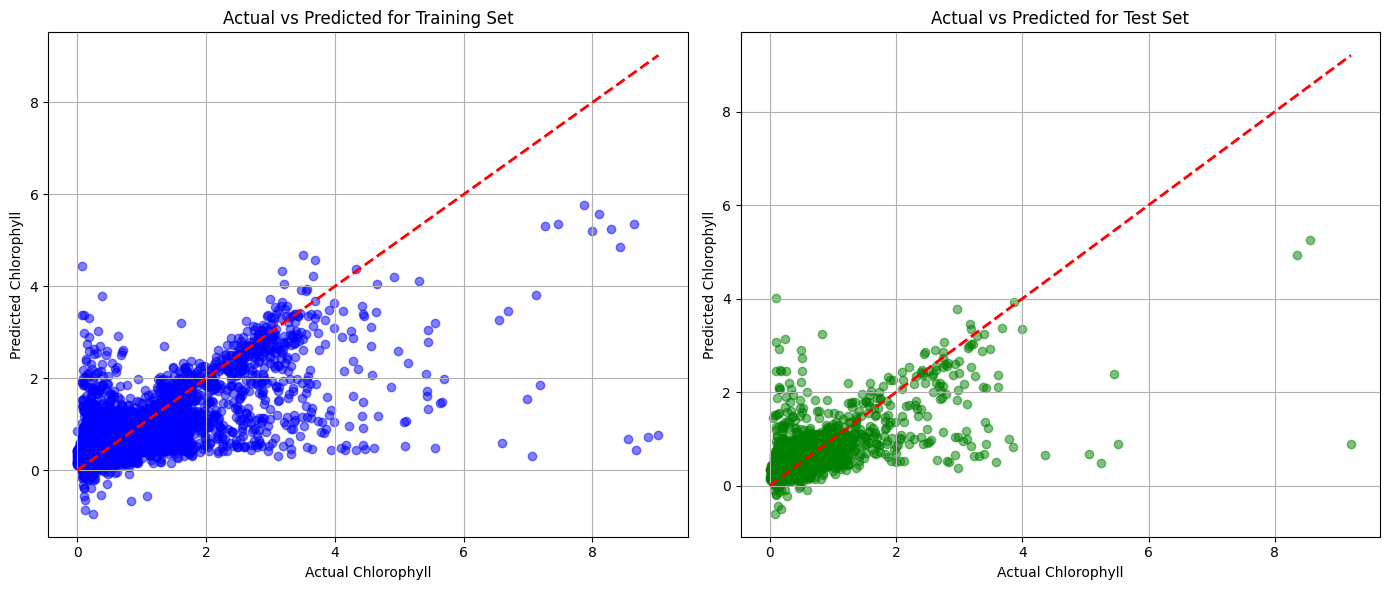 Actual vs Predicted for Training Set
Predicted Chlorophyll
8
6
4
2
0
0 2 4 6 8
Actual Chlorophyll
Actual vs Predicted for Test Set
Predicted Chlorophyll
8
6
4
2
0
0 2 4 6 8
Actual Chlorophyll